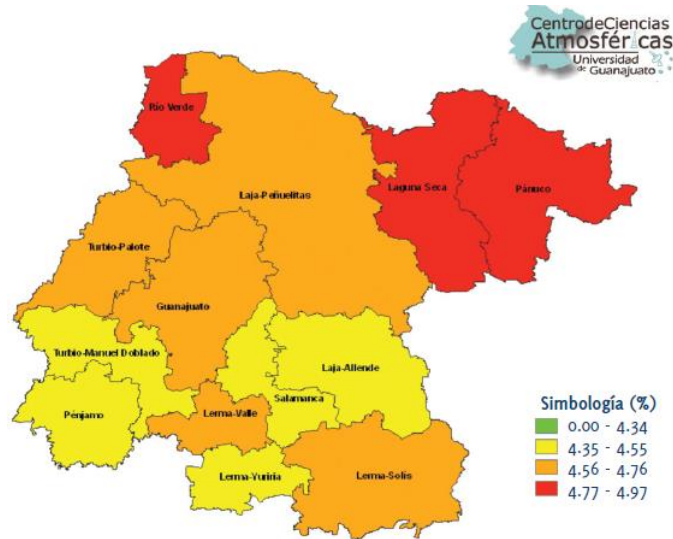 CentrodeCiencias
Atmosféricas
Universidad
de Guanajuato
Río Verde
Laja-Peñuelitas
Laguna Seca
Pánuco
Turbio-Palote
Guanajuato
Turbio-Manuel Doblado
Laja-Allende
Salamanca
Pénjamo
Lerma-Valle
Lerma-Yuriria
Lerma-Solís
Simbología (%)
0.00 - 4.34
4.35 - 4.55
4.56 - 4.76
4.77 - 4.97